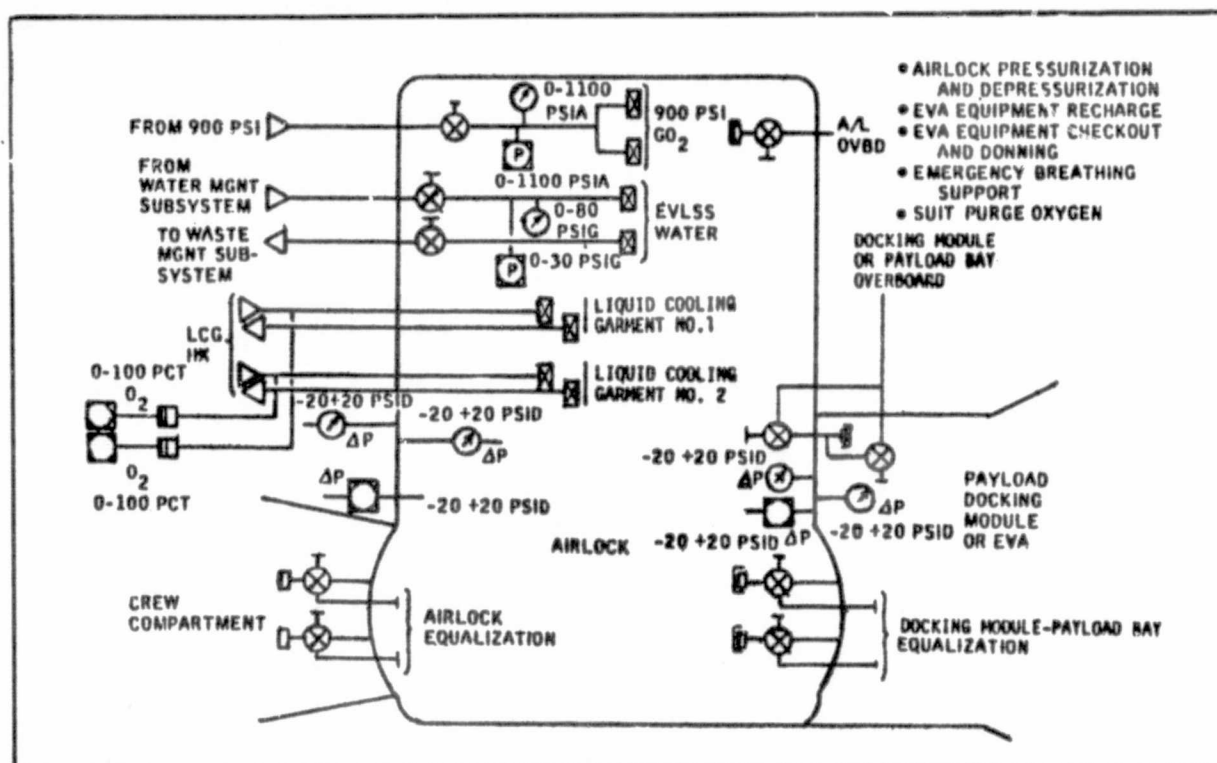 0-1100
PSIA
900 PSI
GO2
FROM 900 PSI
P
0-1100 PSIA
FROM
WATER MGNT
SUBSYSTEM
TO WASTE
MGNT SUB-
SYSTEM
0-80
PSIG
P
0-30 PSIG
EVLSS
WATER
A/L
OVBD
• AIRLOCK PRESSURIZATION
AND DEPRESSURIZATION
• EVA EQUIPMENT RECHARGE
• EVA EQUIPMENT CHECKOUT
AND DONNING
• EMERGENCY BREATHING
SUPPORT
• SUIT PURGE OXYGEN
DOCKING MODULE
OR PAYLOAD BAY
OVERBOARD
LCG
HX
LIQUID COOLING
GARMENT NO.1
LIQUID COOLING
GARMENT NO. 2
0-100 PCT
O2
O2
0-100 PCT
-20 +20 PSID
ΔP
-20 +20 PSID
ΔP
ΔP
-20 +20 PSID
-20 +20 PSID
ΔP
ΔP
-20 +20 PSID
-20 +20 PSID ΔP
PAYLOAD
DOCKING
MODULE
OR EVA
AIRLOCK
CREW
COMPARTMENT
AIRLOCK
EQUALIZATION
DOCKING MODULE-PAYLOAD BAY
EQUALIZATION